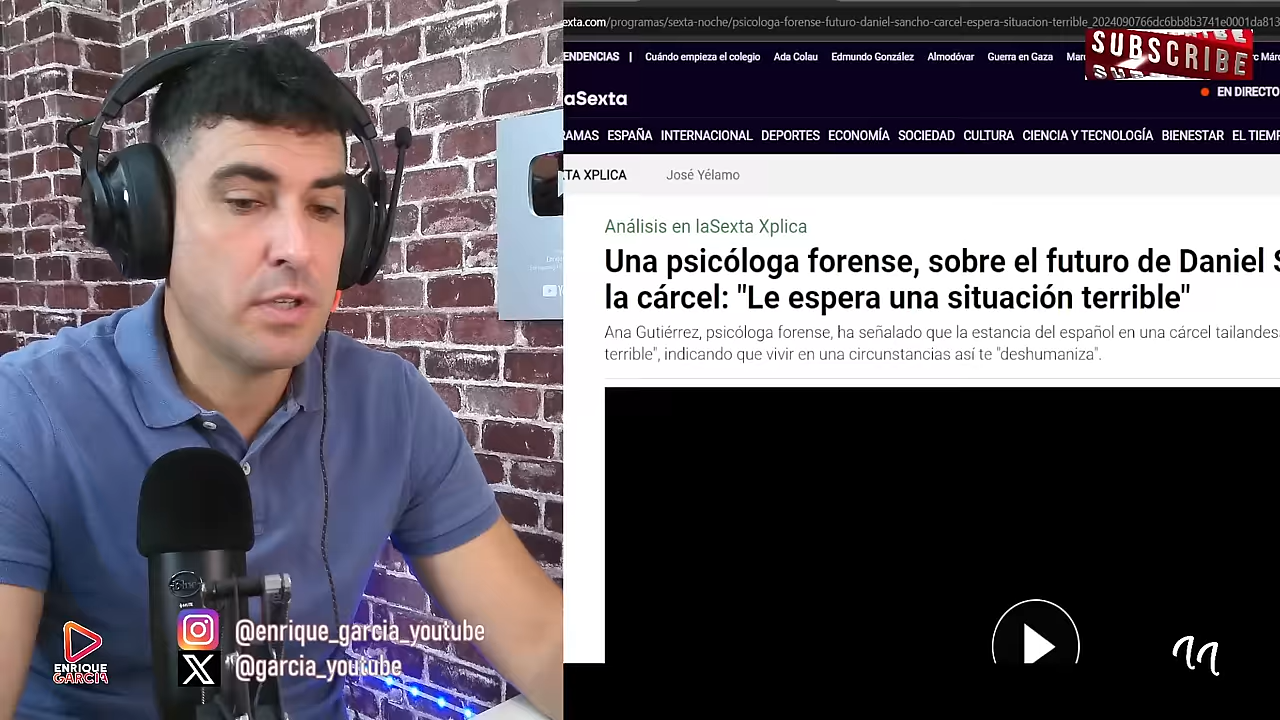 exta.com/programas/sexta-noche/psicologa-forense-futuro-daniel-sancho-carcel-espera-situacion-terrible_2024090766dc6bb8b3741e0001da813
SUBSCRIBE
ENDENCIAS | Cuándo empieza el colegio Ada Colau Edmundo González Almodóvar Guerra en Gaza Marc Már
EN DIRECTO
aSexta
RAMAS ESPAÑA INTERNACIONAL DEPORTES ECONOMÍA SOCIEDAD CULTURA CIENCIA Y TECNOLOGÍA BIENESTAR EL TIEMP
TA XPLICA José Yélamo
Análisis en laSexta Xplica
Una psicóloga forense, sobre el futuro de Daniel S
la cárcel: "Le espera una situación terrible"
Ana Gutiérrez, psicóloga forense, ha señalado que la estancia del español en una cárcel tailandes
terrible", indicando que vivir en una circunstancias así te "deshumaniza".
@enrique_garcia_youtube
@garcia_youtube
ENRIQUE
GARCIA